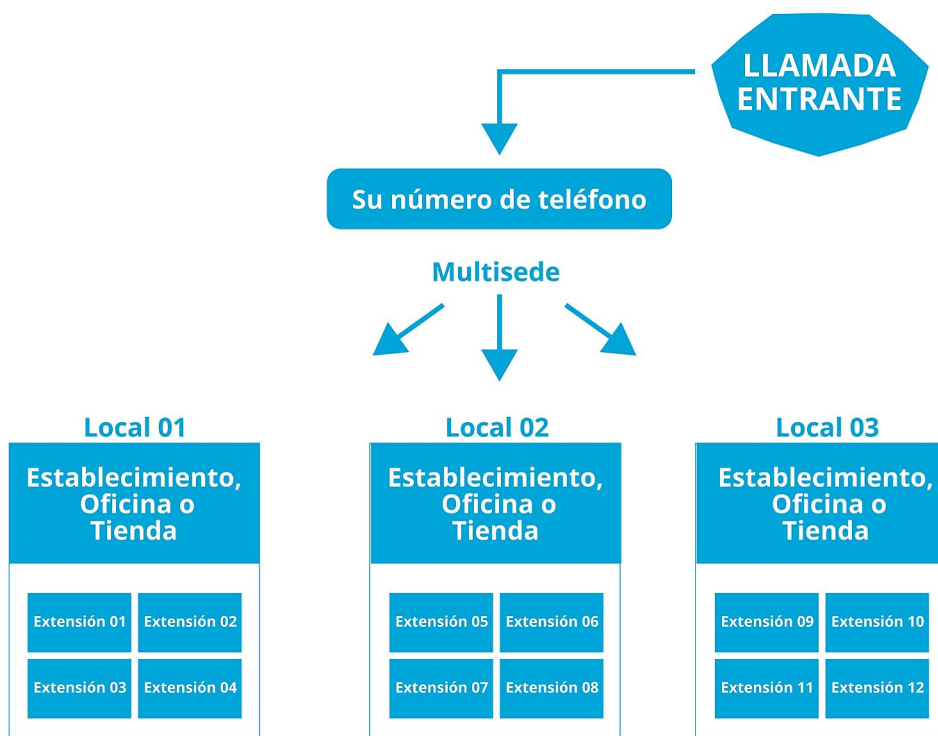 LLAMADA
ENTRANTE
Su número de teléfono
Multisede
Local 01
Establecimiento,
Oficina o
Tienda
Extensión 01
Extensión 02
Extensión 03
Extensión 04
Local 02
Establecimiento,
Oficina o
Tienda
Extensión 05
Extensión 06
Extensión 07
Extensión 08
Local 03
Establecimiento,
Oficina o
Tienda
Extensión 09
Extensión 10
Extensión 11
Extensión 12